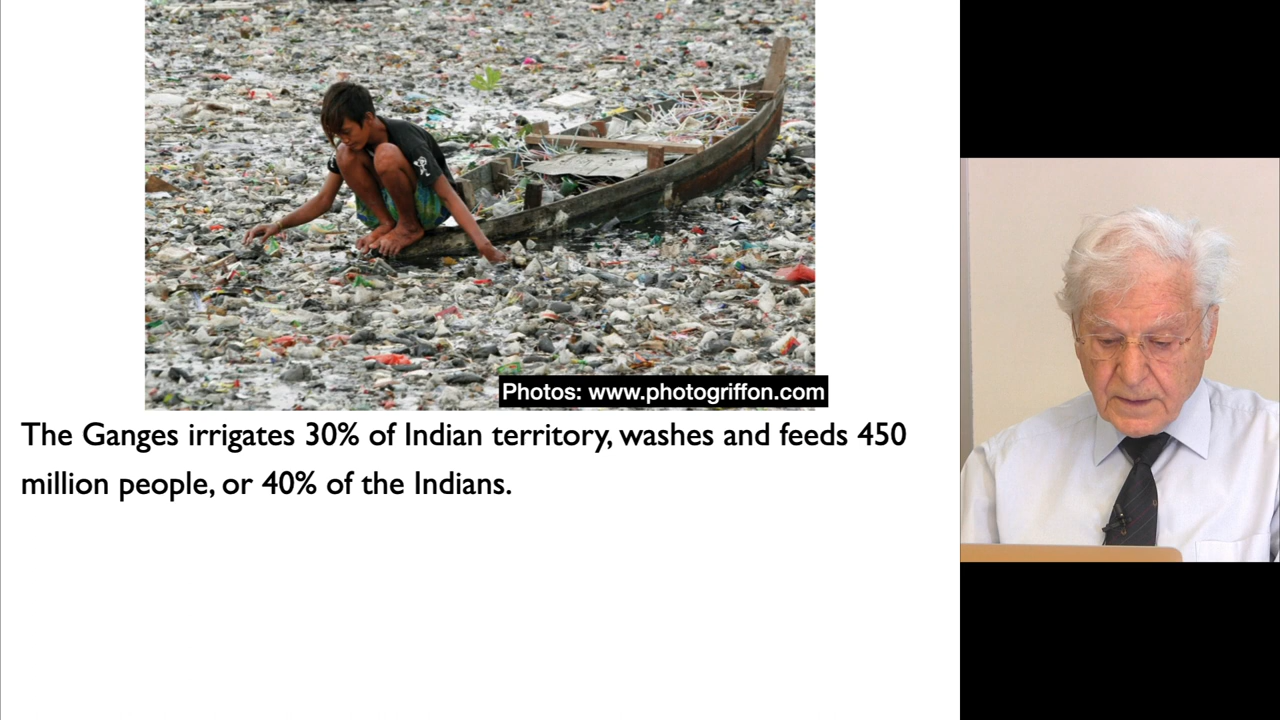 Photos: www.photogriffon.com
The Ganges irrigates 30% of Indian territory, washes and feeds 450
million people, or 40% of the Indians.